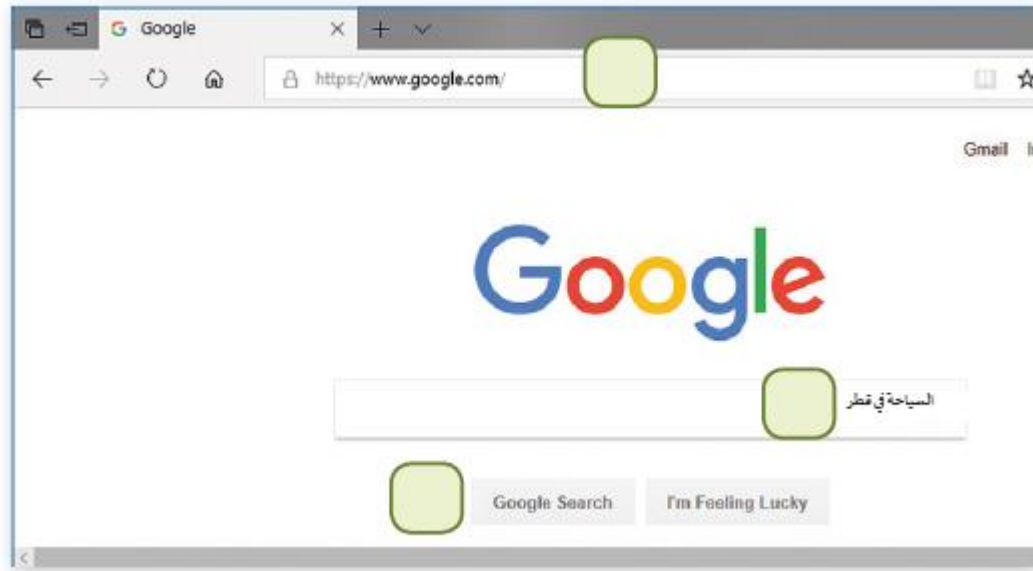 Google
https://www.google.com/
Gmail
Google
السياحة في قطر
Google Search I'm Feeling Lucky